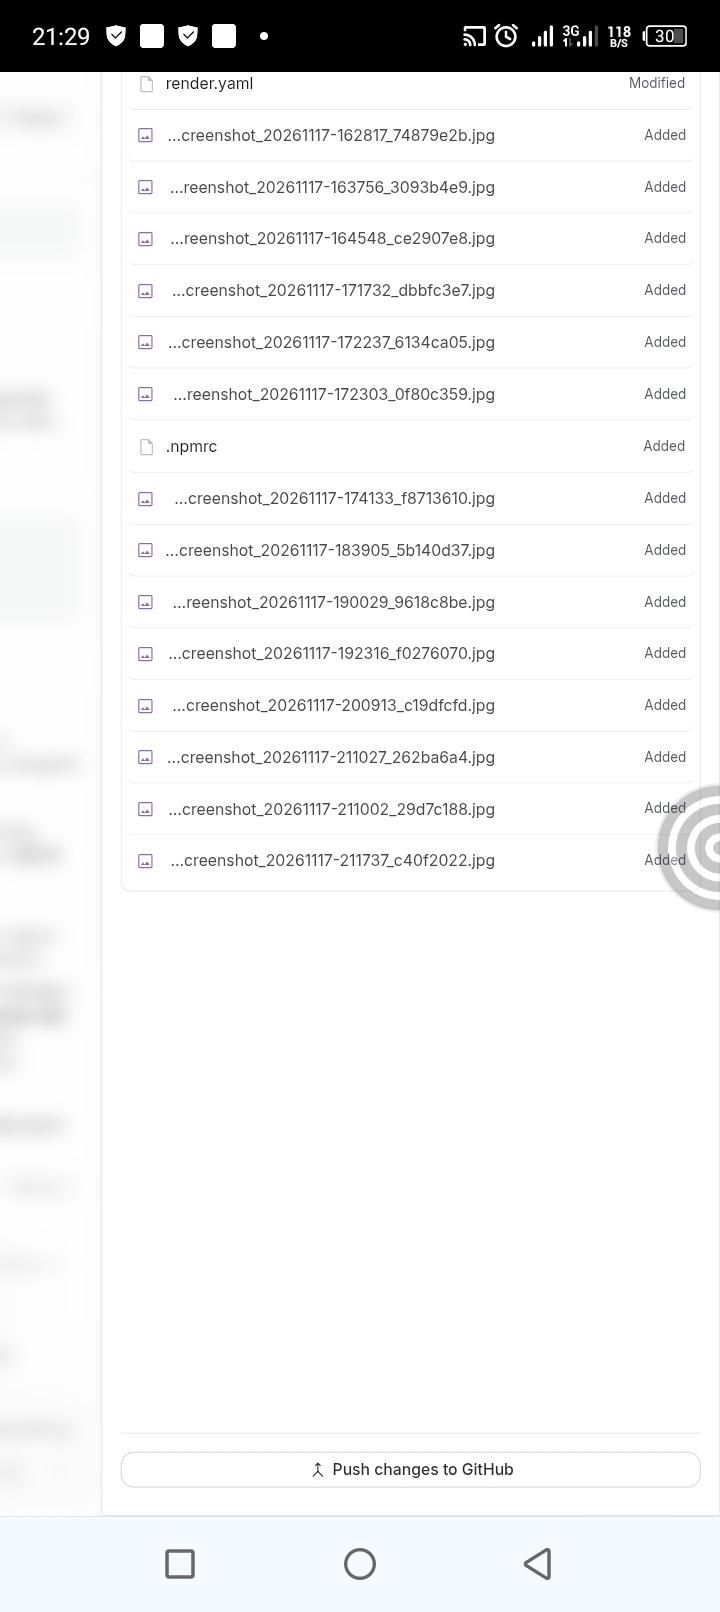 21:29
3G
118
B/S
30
render.yaml Modified
...creenshot_20261117-162817_74879e2b.jpg Added
...reenshot_20261117-163756_3093b4e9.jpg Added
...reenshot_20261117-164548_ce2907e8.jpg Added
...creenshot_20261117-171732_dbbfc3e7.jpg Added
...creenshot_20261117-172237_6134ca05.jpg Added
...reenshot_20261117-172303_0f80c359.jpg Added
.npmrc Added
...creenshot_20261117-174133_f8713610.jpg Added
...creenshot_20261117-183905_5b140d37.jpg Added
...reenshot_20261117-190029_9618c8be.jpg Added
...creenshot_20261117-192316_f0276070.jpg Added
...creenshot_20261117-200913_c19dfcfd.jpg Added
...creenshot_20261117-211027_262ba6a4.jpg Added
...creenshot_20261117-211002_29d7c188.jpg Added
...creenshot_20261117-211737_c40f2022.jpg Added
Push changes to GitHub